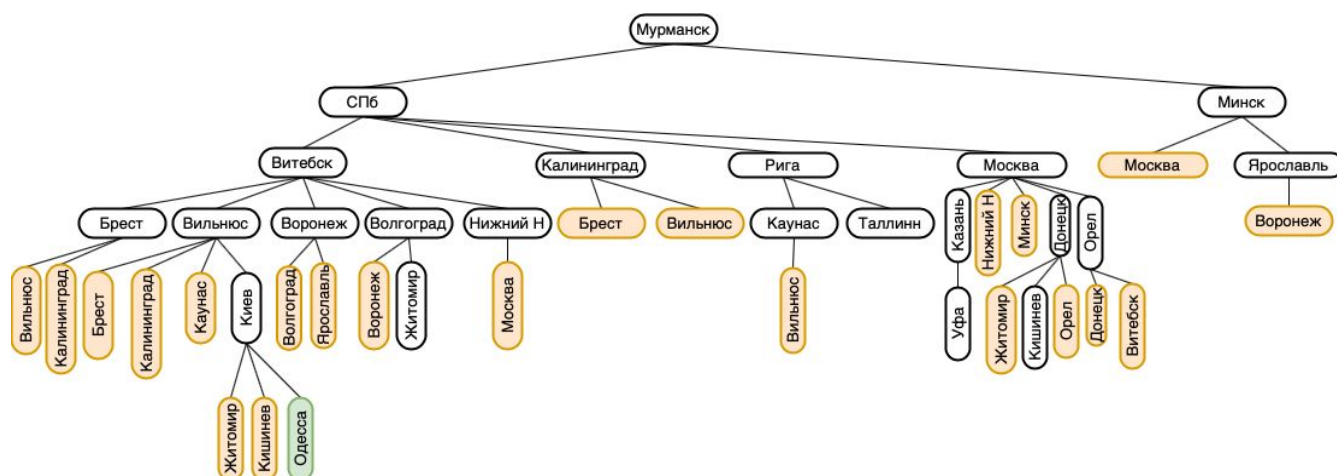 Мурманск
СПб
Минск
Витебск
Калининград
Рига
Москва
Москва
Ярославль
Брест
Вильнюс
Воронеж
Волгоград
Нижний Н
Брест
Вильнюс
Каунас
Таллинн
Казань
Нижний Н
Минск
Донецк
Орел
Воронеж
Вильнюс
Калининград
Брест
Калининград
Каунас
Киев
Волгоград
Ярославль
Воронеж
Житомир
Москва
Вильнюс
Уфа
Житомир
Кишинев
Орел
Донецк
Витебск
Житомир
Кишинев
Одесса